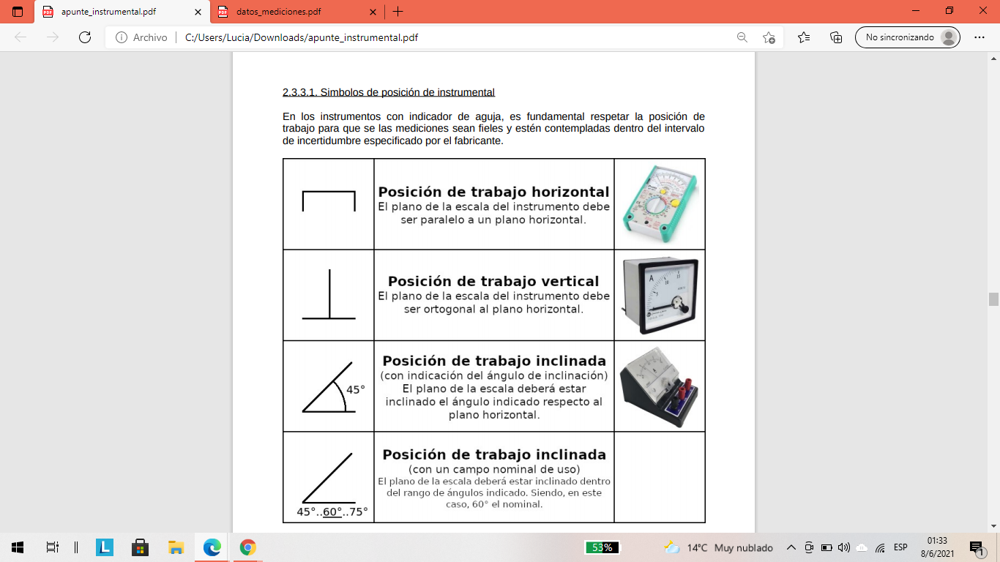 apunte_instrumental.pdf
datos_mediciones.pdf
Archivo
C:/Users/Lucia/Downloads/apunte_instrumental.pdf
No sincronizando
2.3.3.1. Simbolos de posición de instrumental
En los instrumentos con indicador de aguja, es fundamental respetar la posición de
trabajo para que se las mediciones sean fieles y estén contempladas dentro del intervalo
de incertidumbre especificado por el fabricante.
Posición de trabajo horizontal
El plano de la escala del instrumento debe
ser paralelo a un plano horizontal.
Posición de trabajo vertical
El plano de la escala del instrumento debe
ser ortogonal al plano horizontal.
A
5
10
15
45°
Posición de trabajo inclinada
(con indicación del ángulo de inclinación)
El plano de la escala deberá estar
inclinado el ángulo indicado respecto al
plano horizontal.
45°..60°..75°
Posición de trabajo inclinada
(con un campo nominal de uso)
El plano de la escala deberá estar inclinado dentro
del rango de ángulos indicado. Siendo, en este
caso, 60° el nominal.
L
53%
14°C Muy nublado
ESP
01:33
8/6/2021
1